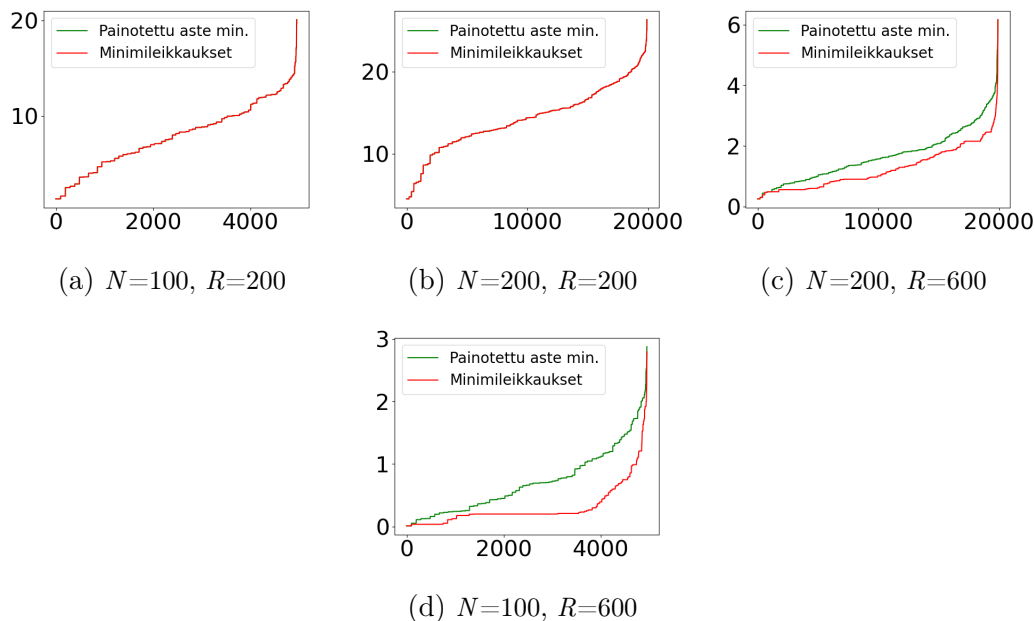 20
10
0
2000
4000
Painotettu aste min.
Minimileikkaukset
(a) N=100, R=200
20
10
0
10000
20000
Painotettu aste min.
Minimileikkaukset
(b) N=200, R=200
6
4
2
0
0
10000
20000
Painotettu aste min.
Minimileikkaukset
(c) N=200, R=600
3
2
1
0
0
2000
4000
Painotettu aste min.
Minimileikkaukset
(d) N=100, R=600